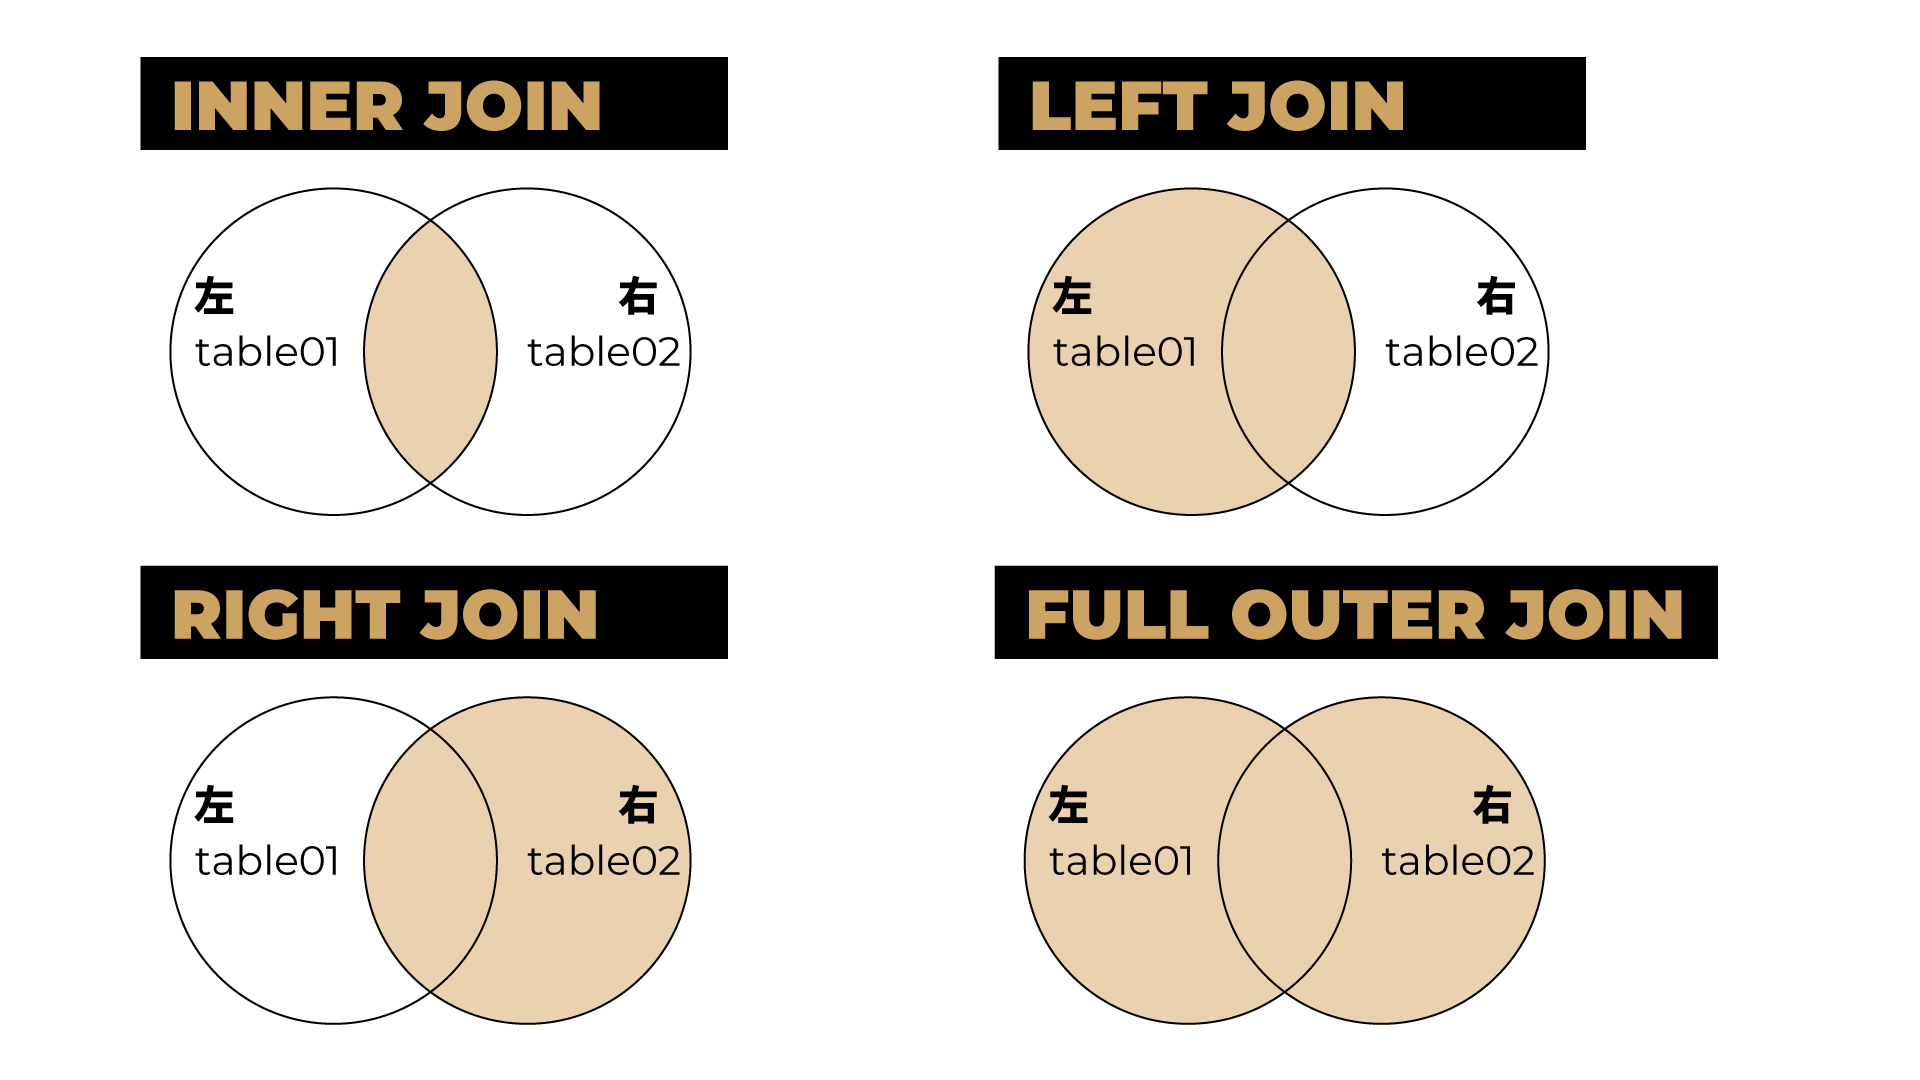 INNER JOIN
左
table01
右
table02
LEFT JOIN
左
table01
右
table02
RIGHT JOIN
左
table01
右
table02
FULL OUTER JOIN
左
table01
右
table02